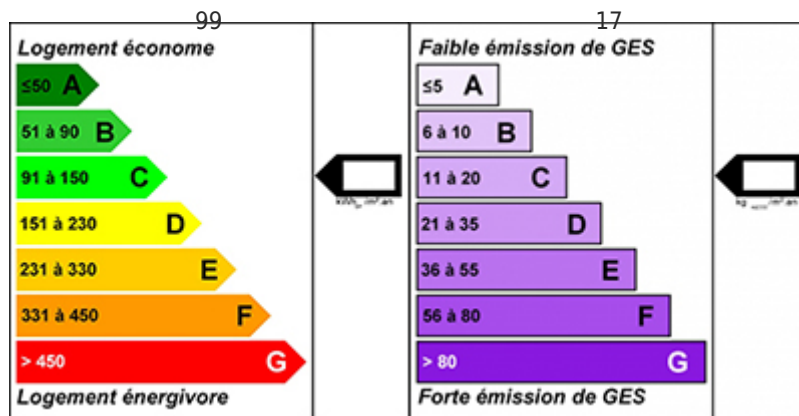 99
Logement économe
≤50 A
51 à 90 B
91 à 150 C
151 à 230 D
231 à 330 E
331 à 450 F
> 450 G
Logement énergivore
17
Faible émission de GES
≤5 A
6 à 10 B
11 à 20 C
21 à 35 D
36 à 55 E
56 à 80 F
> 80 G
Forte émission de GES